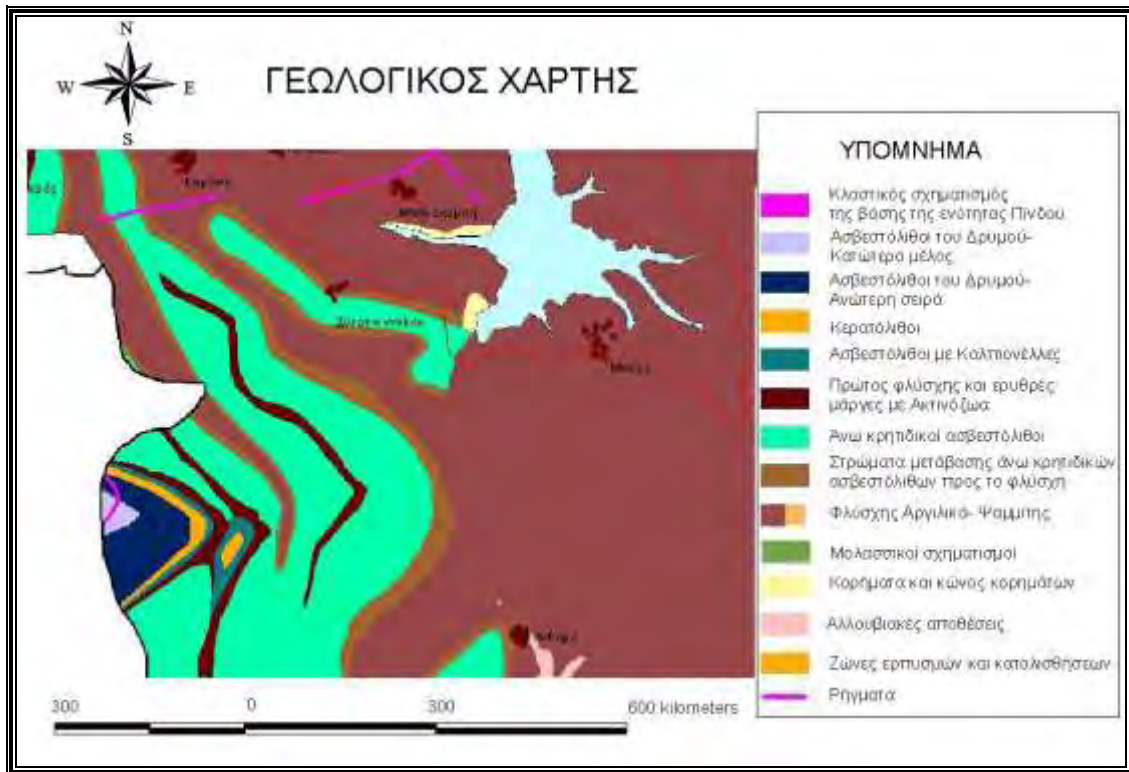 N
W E
S
ΓΕΩΛΟΓΙΚΟΣ ΧΑΡΤΗΣ
ΥΠΟΜΝΗΜΑ
Κλαστικός σχηματισμός
της βάσης της ενότητας Πίνδου
Ασβεστόλιθοι του Δρυμού-
Κατώτερο μέλος
Ασβεστόλιθοι του Δρυμού-
Ανώτερη σειρά
Κερατόλιθοι
Ασβεστόλιθοι με Καλπιονέλλες
Πρώτος φλύσχης και ερυθρές
μάργες με Ακτινόζωα
Άνω κρητιδικοί ασβεστόλιθοι
Στρώματα μετάβασης άνω κρητιδικών
ασβεστόλιθων προς το φλύσχη
Φλύσχης Αργιλικό- Ψαμμιτης
Μολασσικοί σχηματισμοί
Κορήματα και κώνος κορημάτων
Αλλουβιακές αποθέσεις
Ζώνες ερπυσμών και κατολισθήσεων
Ρήγματα
300 0 300 600 kilometers